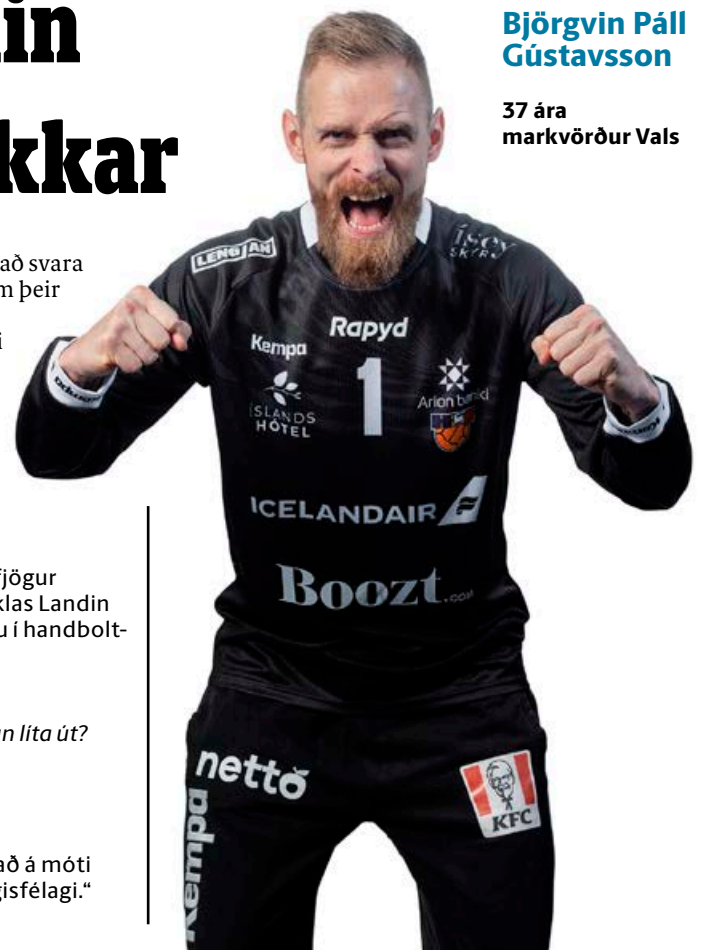 in
kkar
Björgvin Páll
Gústavsson
37 ára
markvörður Vals
að svara
m þeir
i
fjögur
klas Landin
u í handbolt-
n líta út?
að á móti
gisfélagi.“
LENGJAN
ísey
SKYR
Kempa
Rapyd
ÍSLANDS
HÓTEL
1
Arion banki
ICELANDAIR
Boozt.com
nettó
Kempa
KFC